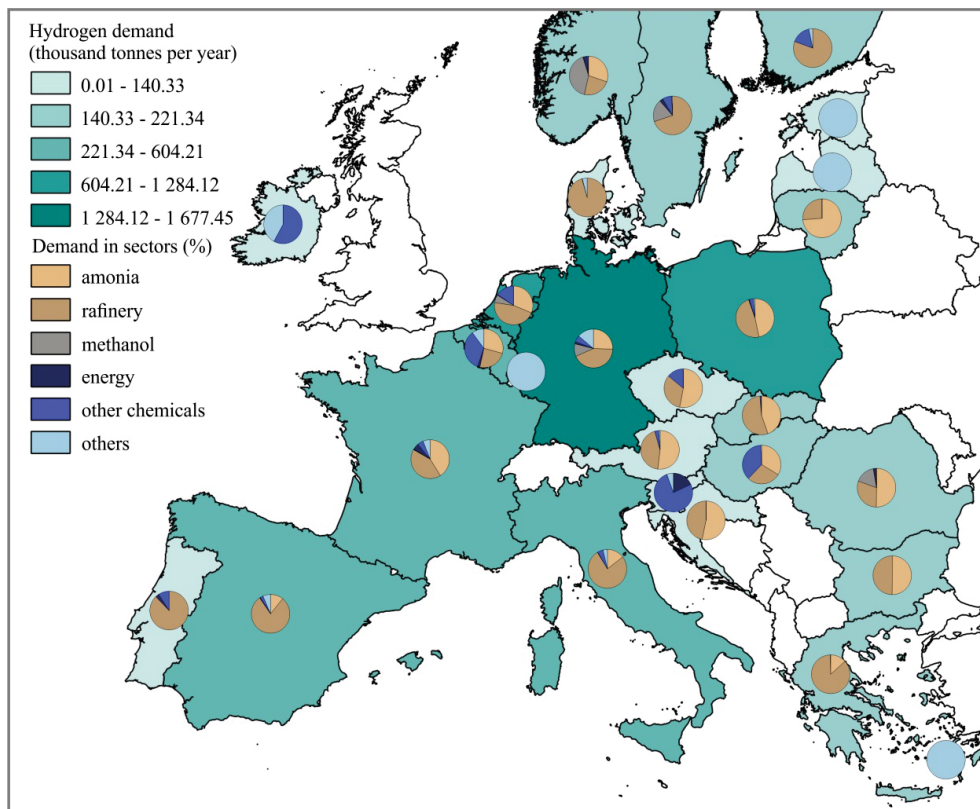 Hydrogen demand
(thousand tonnes per year)
0.01 - 140.33
140.33 - 221.34
221.34 - 604.21
604.21 - 1 284.12
1 284.12 - 1 677.45
Demand in sectors (%)
amonia
rafinery
methanol
energy
other chemicals
others